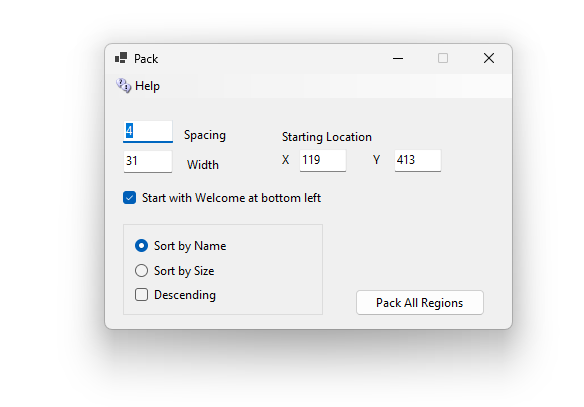 Pack
Help
4 Spacing
Starting Location
31 Width
X 119 Y 413
Start with Welcome at bottom left
Sort by Name
Sort by Size
Descending
Pack All Regions